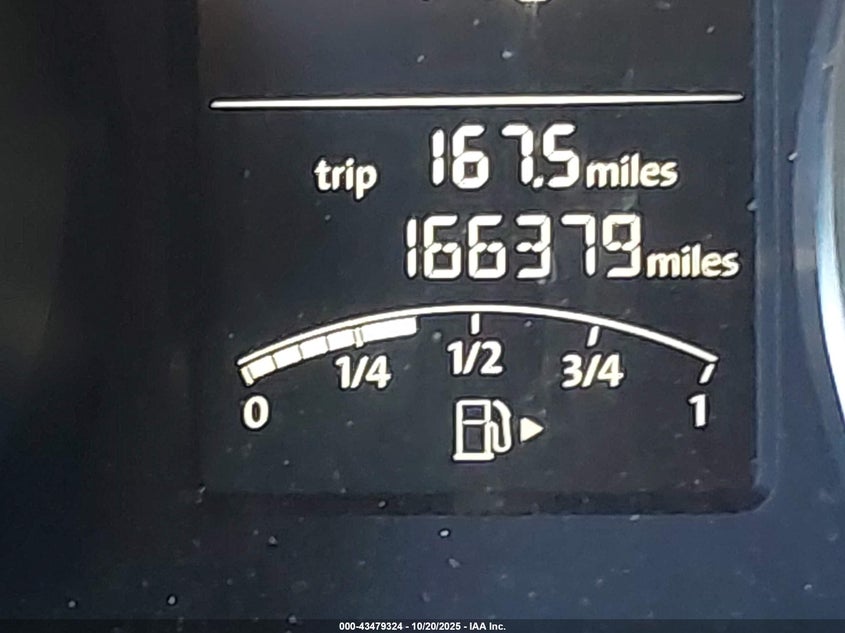 trip 167.5 miles
166379 miles
1/4 1/2 3/4
0 1
000-43479324 - 10/20/2025 - IAA Inc.